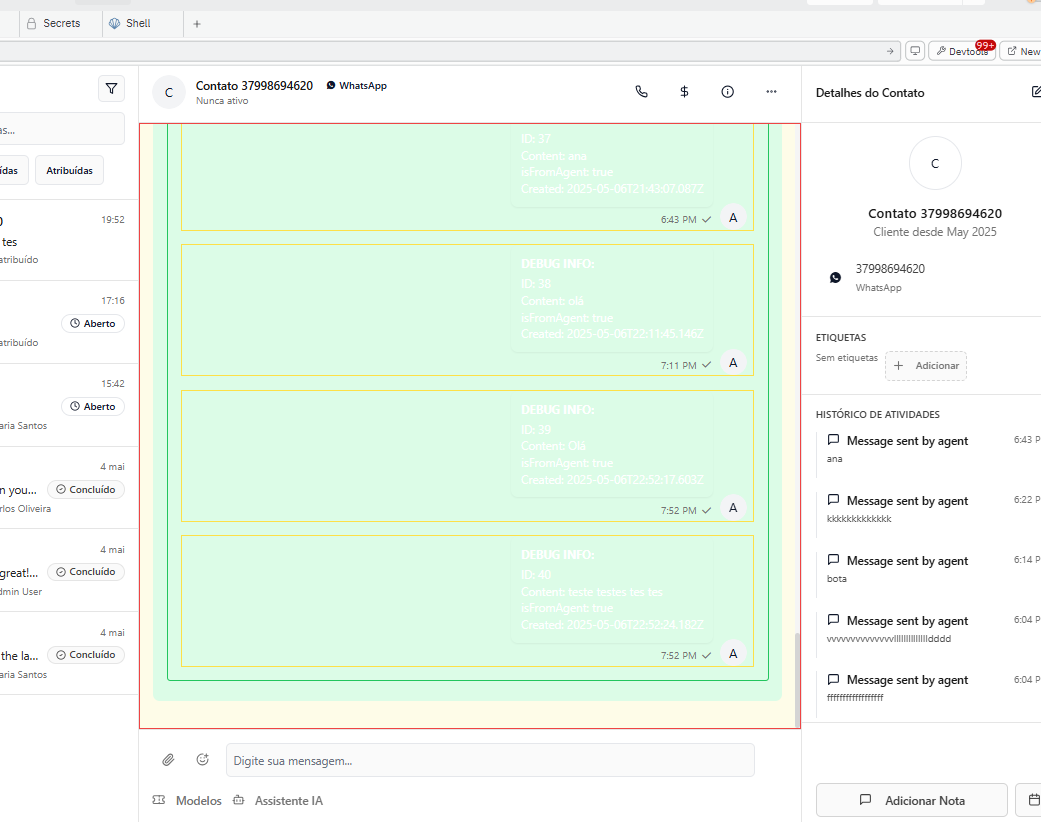 Secrets
Shell
+
Devtools
99+
New
as...
ídas
Atribuídas
19:52
tes
atribuído
17:16
Aberto
atribuído
15:42
Aberto
aria Santos
4 mai
n you...
Concluído
rlos Oliveira
4 mai
great!...
Concluído
dmin User
4 mai
the la...
Concluído
aria Santos
C
Contato 37998694620
WhatsApp
Nunca ativo
$
ID: 37
Content: ana
isFromAgent: true
Created: 2025-05-06T21:43:07.087Z
6:43 PM
A
DEBUG INFO:
ID: 38
Content: olá
isFromAgent: true
Created: 2025-05-06T22:11:45.146Z
7:11 PM
A
DEBUG INFO:
ID: 39
Content: Olá
isFromAgent: true
Created: 2025-05-06T22:52:17.603Z
7:52 PM
A
DEBUG INFO:
ID: 40
Content: teste testes tes tes
isFromAgent: true
Created: 2025-05-06T22:52:24.182Z
7:52 PM
A
Digite sua mensagem...
Modelos
Assistente IA
Detalhes do Contato
C
Contato 37998694620
Cliente desde May 2025
37998694620
WhatsApp
ETIQUETAS
Sem etiquetas
+ Adicionar
HISTÓRICO DE ATIVIDADES
Message sent by agent
6:43 P
ana
Message sent by agent
6:22 P
kkkkkkkkkkkkk
Message sent by agent
6:14 P
bota
Message sent by agent
6:04 P
Message sent by agent
6:04 P
Adicionar Nota